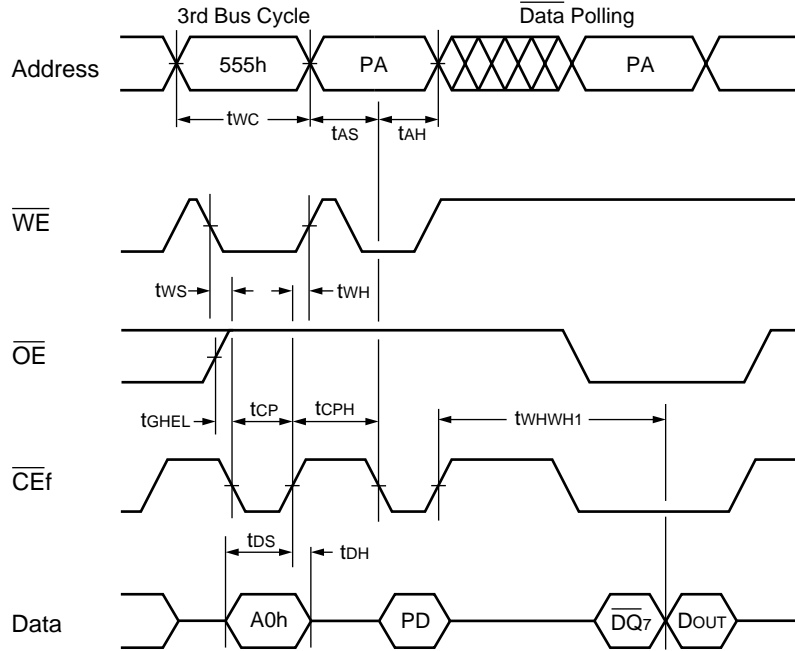 3rd Bus Cycle
Data Polling
Address
555h
PA
PA
tWC
tAS
tAH
WE
tWS
tWH
OE
tGHEL
tCP
tCPH
tWHWH1
CEf
tDS
tDH
Data
A0h
PD
DQ7
DOUT